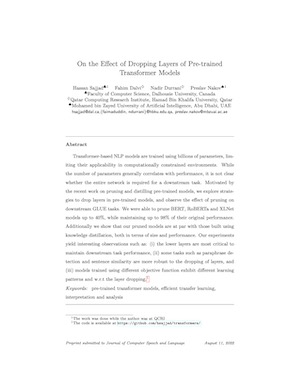 On the Effect of Dropping Layers of Pre-trained
Transformer Models
Hassan Sajjad♣1 Fahim Dalvi♢ Nadir Durrani♢ Preslav Nakov♠
♣Faculty of Computer Science, Dalhousie University, Canada
♢Qatar Computing Research Institute, Hamad Bin Khalifa University, Qatar
♠Mohamed bin Zayed University of Artificial Intelligence, Abu Dhabi, UAE
hsajjad@dal.ca {faimaduddin, ndurrani}@hbku.edu.qa, preslav.nakov@mbzuai.ac.ae
Abstract
Transformer-based NLP models are trained using billions of parameters, lim-
iting their applicability in computationally constrained environments. While
the number of parameters generally correlates with performance, it is not clear
whether the entire network is required for a downstream task. Motivated by
the recent work on pruning and distilling pre-trained models, we explore strate-
gies to drop layers in pre-trained models, and observe the effect of pruning on
downstream GLUE tasks. We were able to prune BERT, RoBERTa and XLNet
models up to 40%, while maintaining up to 98% of their original performance.
Additionally we show that our pruned models are at par with those built using
knowledge distillation, both in terms of size and performance. Our experiments
yield interesting observations such as: (i) the lower layers are most critical to
maintain downstream task performance, (ii) some tasks such as paraphrase de-
tection and sentence similarity are more robust to the dropping of layers, and
(iii) models trained using different objective function exhibit different learning
patterns and w.r.t the layer dropping.2
Keywords: pre-trained transformer models, efficient transfer learning,
interpretation and analysis
1The work was done while the author was at QCRI
2The code is available at https://github.com/hsajjad/transformers/
Preprint submitted to Journal of Computer Speech and Language August 11, 2022